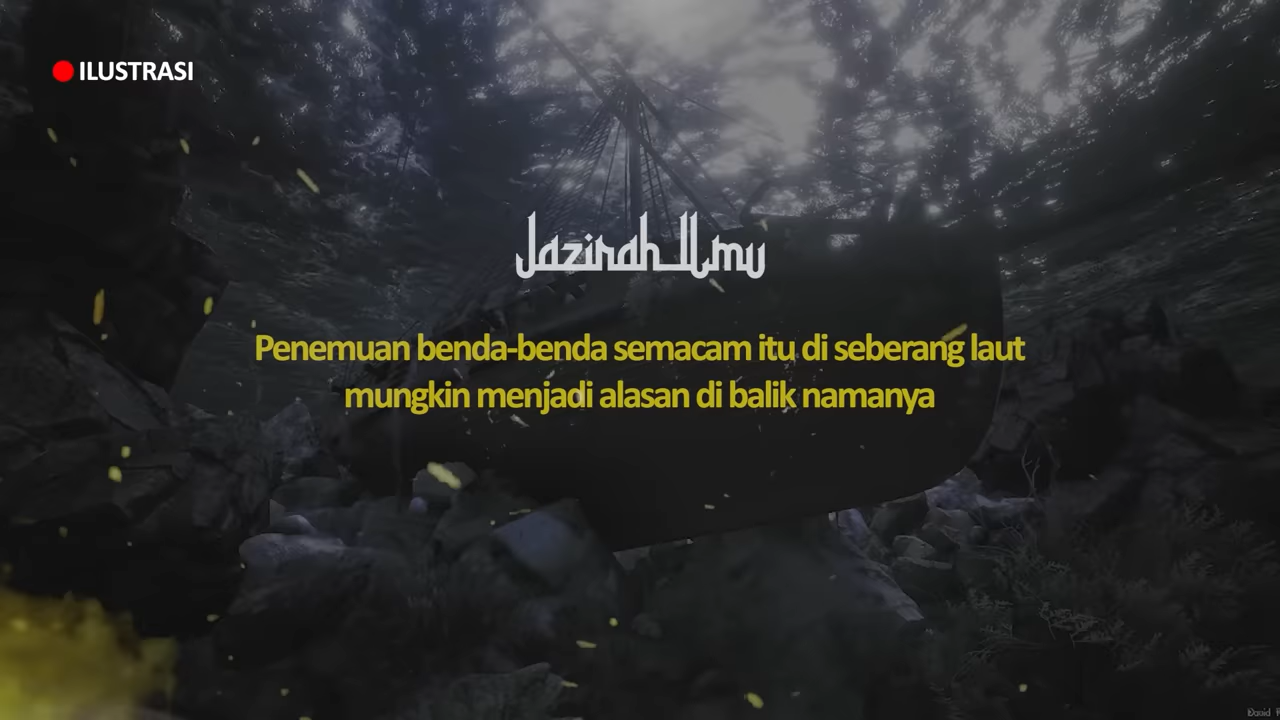 ILUSTRASI
Jazirah Ilmu
Penemuan benda-benda semacam itu di seberang laut
mungkin menjadi alasan di balik namanya